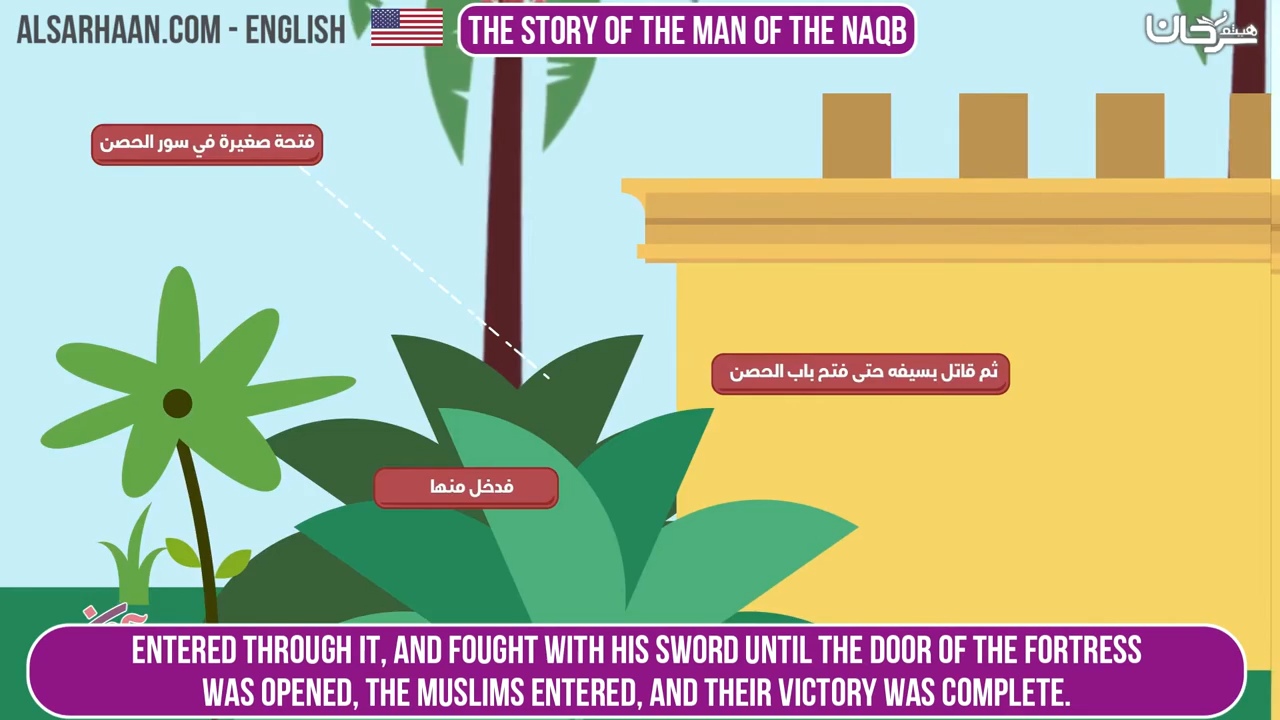 ALSARHAAN.COM - ENGLISH
THE STORY OF THE MAN OF THE NAQB
هيثم سرحان
فتحة صغيرة في سور الحصن
ثم قاتل بسيفه حتى فتح باب الحصن
فدخل منها
ENTERED THROUGH IT, AND FOUGHT WITH HIS SWORD UNTIL THE DOOR OF THE FORTRESS
WAS OPENED, THE MUSLIMS ENTERED, AND THEIR VICTORY WAS COMPLETE.